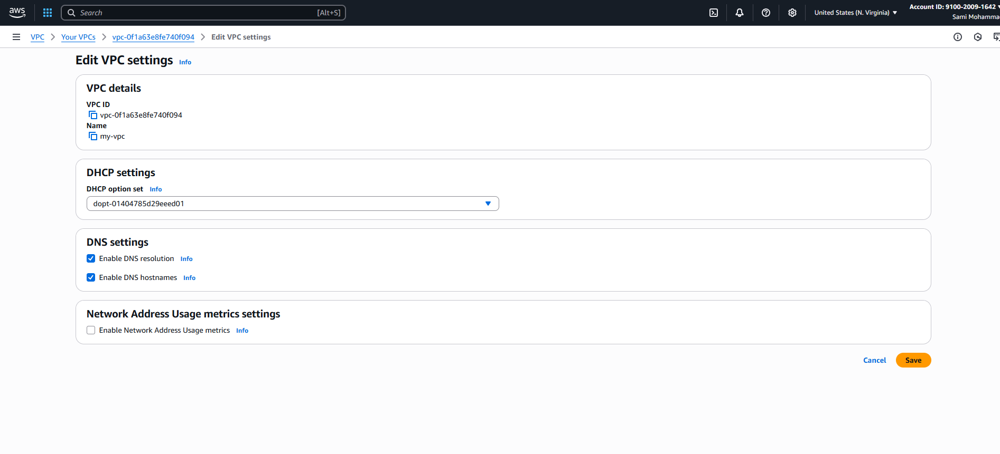 aws
Search [Alt+S]
United States (N. Virginia)
Account ID: 9100-2009-1642
Sami
VPC Your VPCs vpc-0f1a63e8fe740f094 Edit VPC settings
Edit VPC settings Info
VPC details
VPC ID
vpc-0f1a63e8fe740f094
Name
my-vpc
DHCP settings
DHCP option set Info
dopt-01404785d29eeed01
DNS settings
Enable DNS resolution Info
Enable DNS hostnames Info
Network Address Usage metrics settings
Enable Network Address Usage metrics Info
Cancel Save